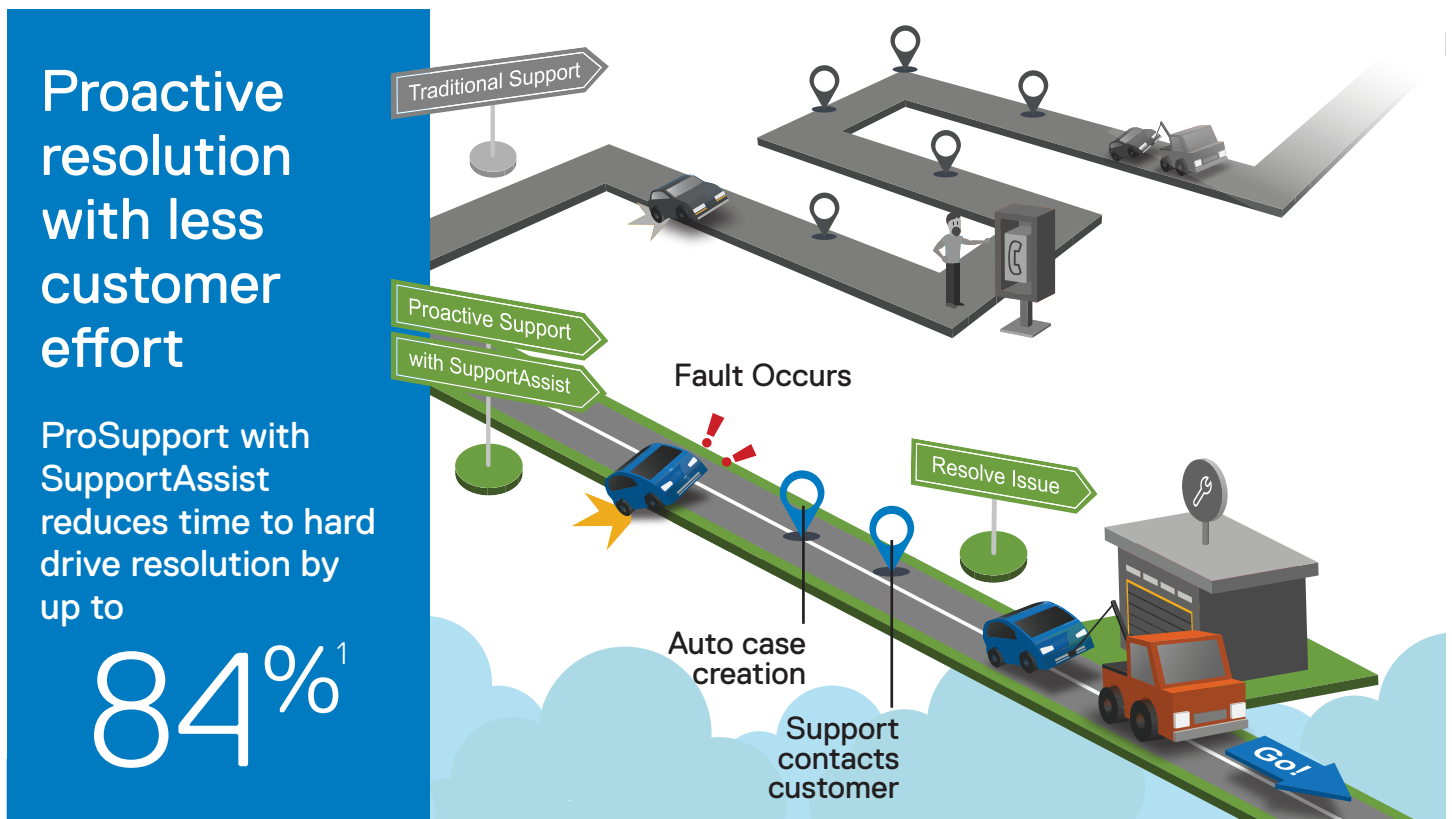 Proactive
resolution
with less
customer
effort
ProSupport with
SupportAssist
reduces time to hard
drive resolution by
up to
84%1
Traditional Support
Proactive Support
with SupportAssist
Fault Occurs
Resolve Issue
Auto case
creation
Support
contacts
customer
Go!